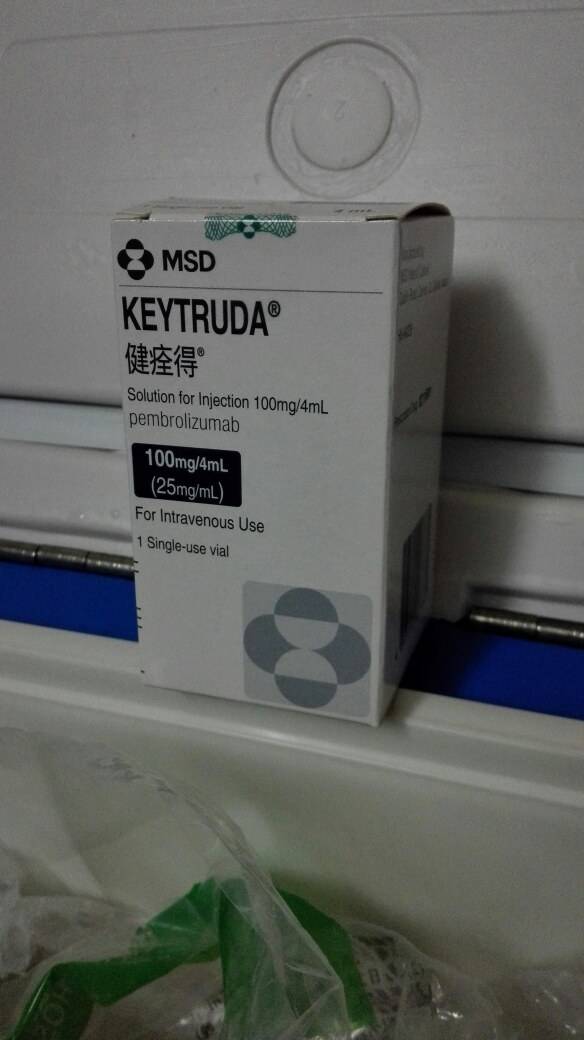 MSD
KEYTRUDA®
健痊得®
Solution for Injection 100mg/4mL
pembrolizumab
100mg/4mL
(25mg/mL)
For Intravenous Use
1 Single-use vial